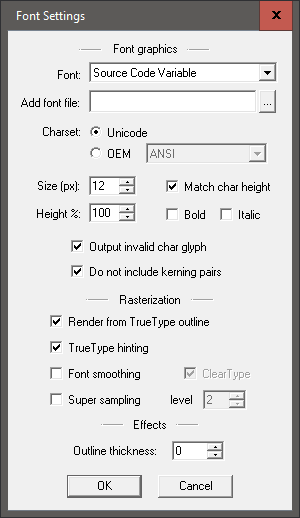 Font Settings x
Font graphics
Font: Source Code Variable
Add font file: ...
Charset: Unicode
OEM ANSI
Size (px): 12 Match char height
Height %: 100 Bold Italic
Output invalid char glyph
Do not include kerning pairs
Rasterization
Render from TrueType outline
TrueType hinting
Font smoothing ClearType
Super sampling level 2
Effects
Outline thickness: 0
OK Cancel